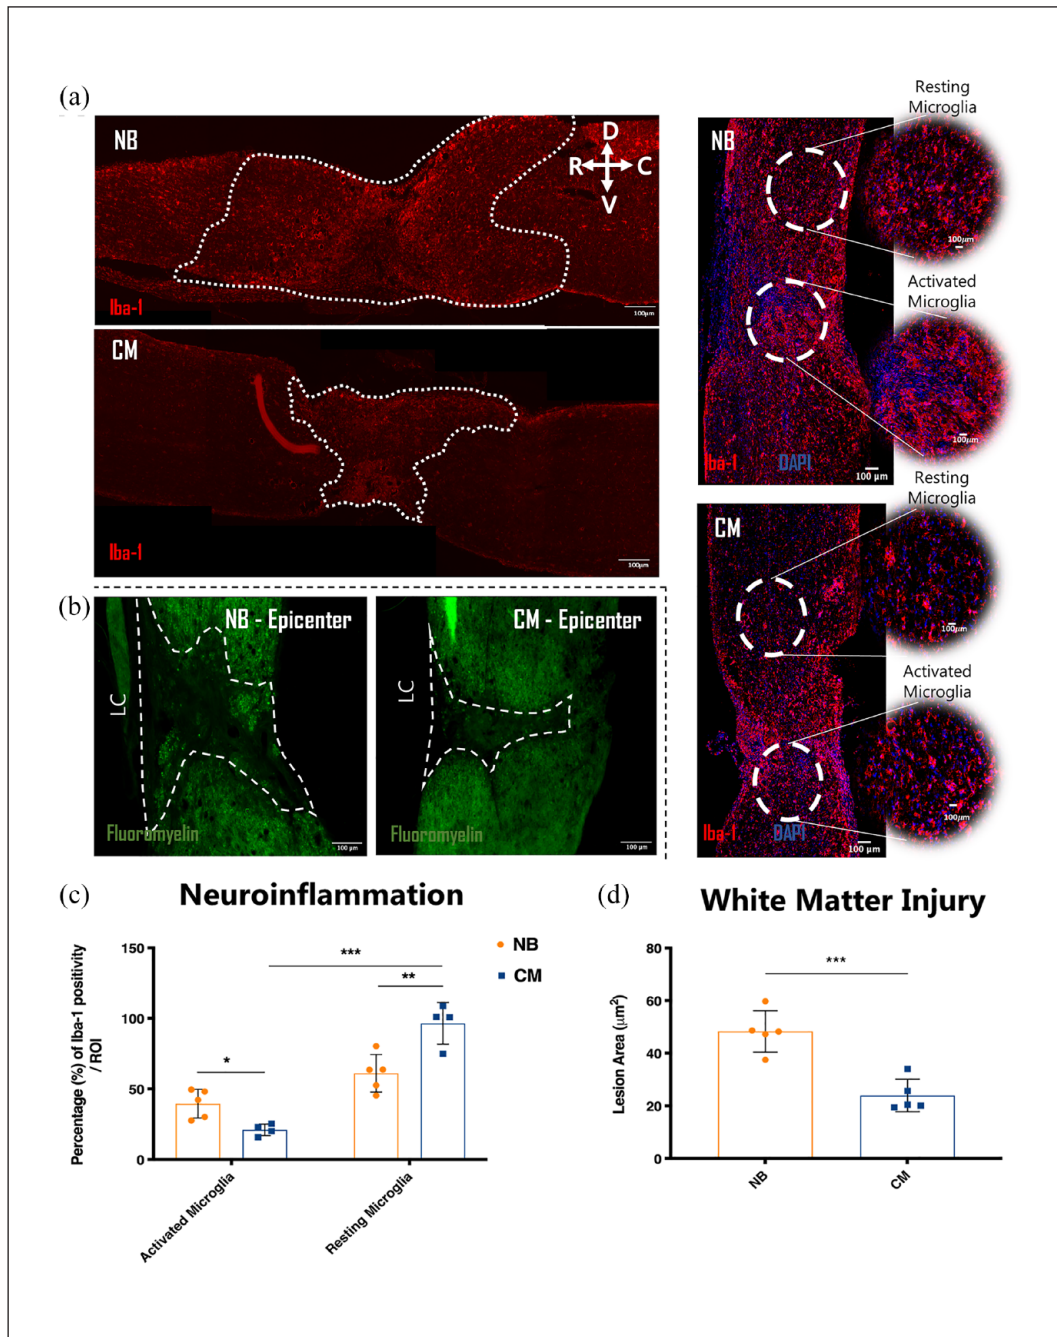 (a)
NB
D
R C
V
Iba-1
100µm
CM
Iba-1
100µm
NB
Resting
Microglia
100µm
Activated
Microglia
100µm
Iba-1 DAPI
100 µm
CM
Resting
Microglia
100µm
Activated
Microglia
100µm
Iba-1 DAPI
100 µm
(b)
NB - Epicenter
LC
Fluoromyelin
100 µm
CM - Epicenter
LC
Fluoromyelin
100 µm
(c)
Neuroinflammation
Percentage (%) of Iba-1 positivity
/ ROI
150
100
50
0
*
***
**
NB
CM
Activated Microglia
Resting Microglia
(d)
White Matter Injury
Lesion Area (µm²)
80
60
40
20
0
***
NB
CM